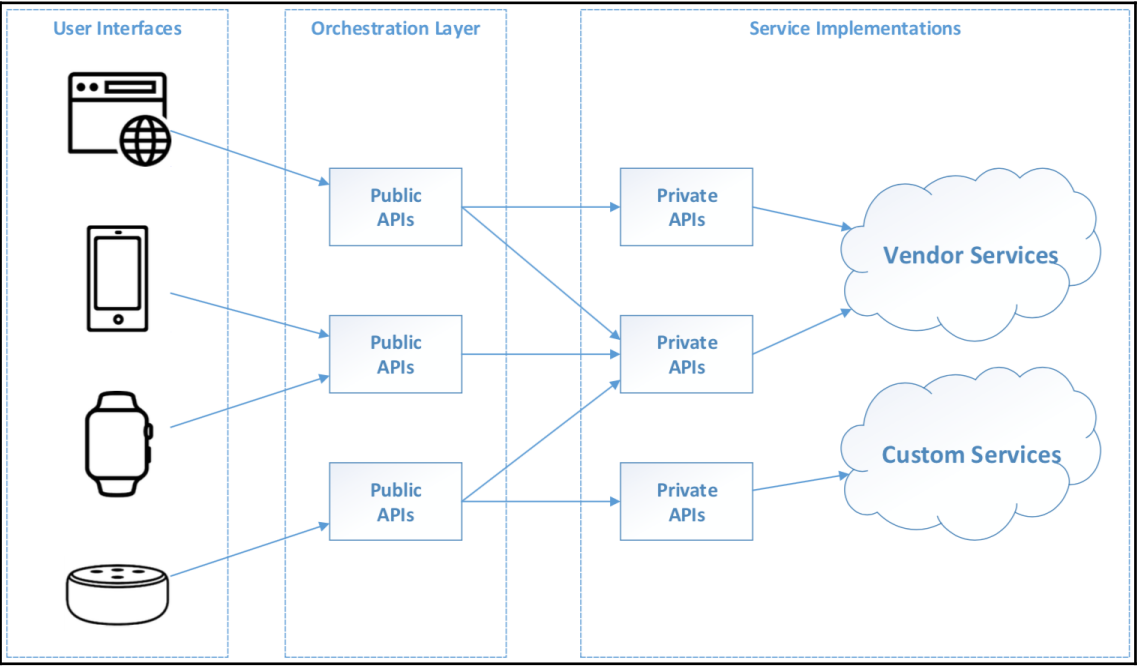 User Interfaces
Orchestration Layer
Service Implementations
Public
APIs
Private
APIs
Vendor Services
Public
APIs
Private
APIs
Custom Services
Public
APIs
Private
APIs